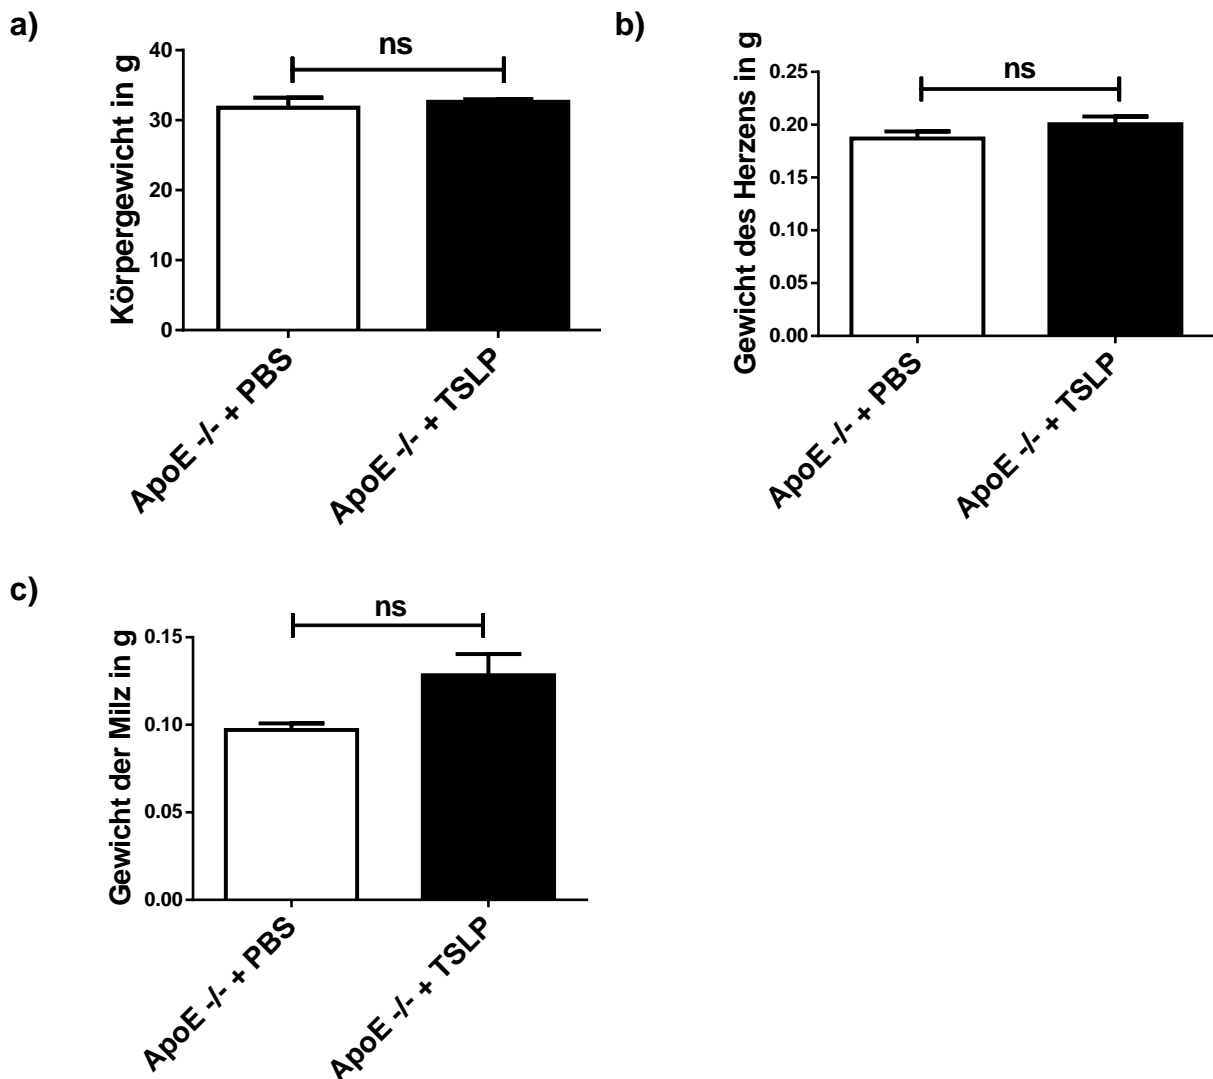 a)
ns
Körpergewicht in g
40
30
20
10
0
ApoE -/- + PBS
ApoE -/- + TSLP
b)
ns
Gewicht des Herzens in g
0.25
0.20
0.15
0.10
0.05
0.00
ApoE -/- + PBS
ApoE -/- + TSLP
c)
ns
Gewicht der Milz in g
0.15
0.10
0.05
0.00
ApoE -/- + PBS
ApoE -/- + TSLP